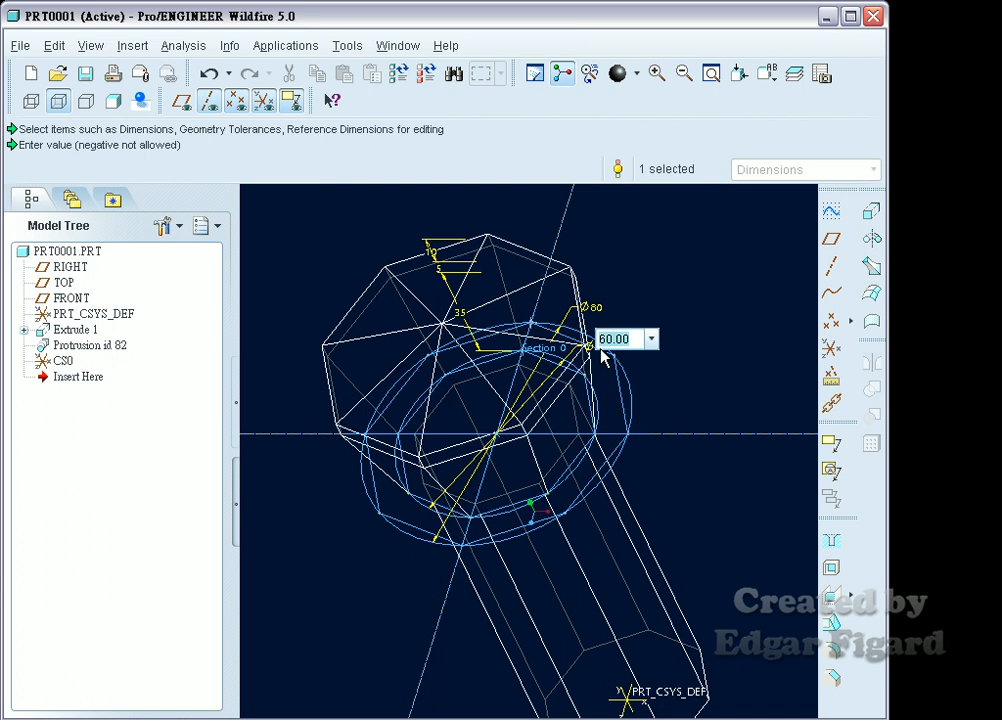 PRT0001 (Active) - Pro/ENGINEER Wildfire 5.0
File Edit View Insert Analysis Info Applications Tools Window Help
Select items such as Dimensions, Geometry Tolerances, Reference Dimensions for editing
Enter value (negative not allowed)
1 selected
Dimensions
Model Tree
PRT0001.PRT
RIGHT
TOP
FRONT
PRT_CSYS_DEF
Extrude 1
Protrusion id 82
CS0
Insert Here
10
5
35
Ø80
60.00
ection 0
PRT_CSYS_DEF
Created by
Edgar Figard